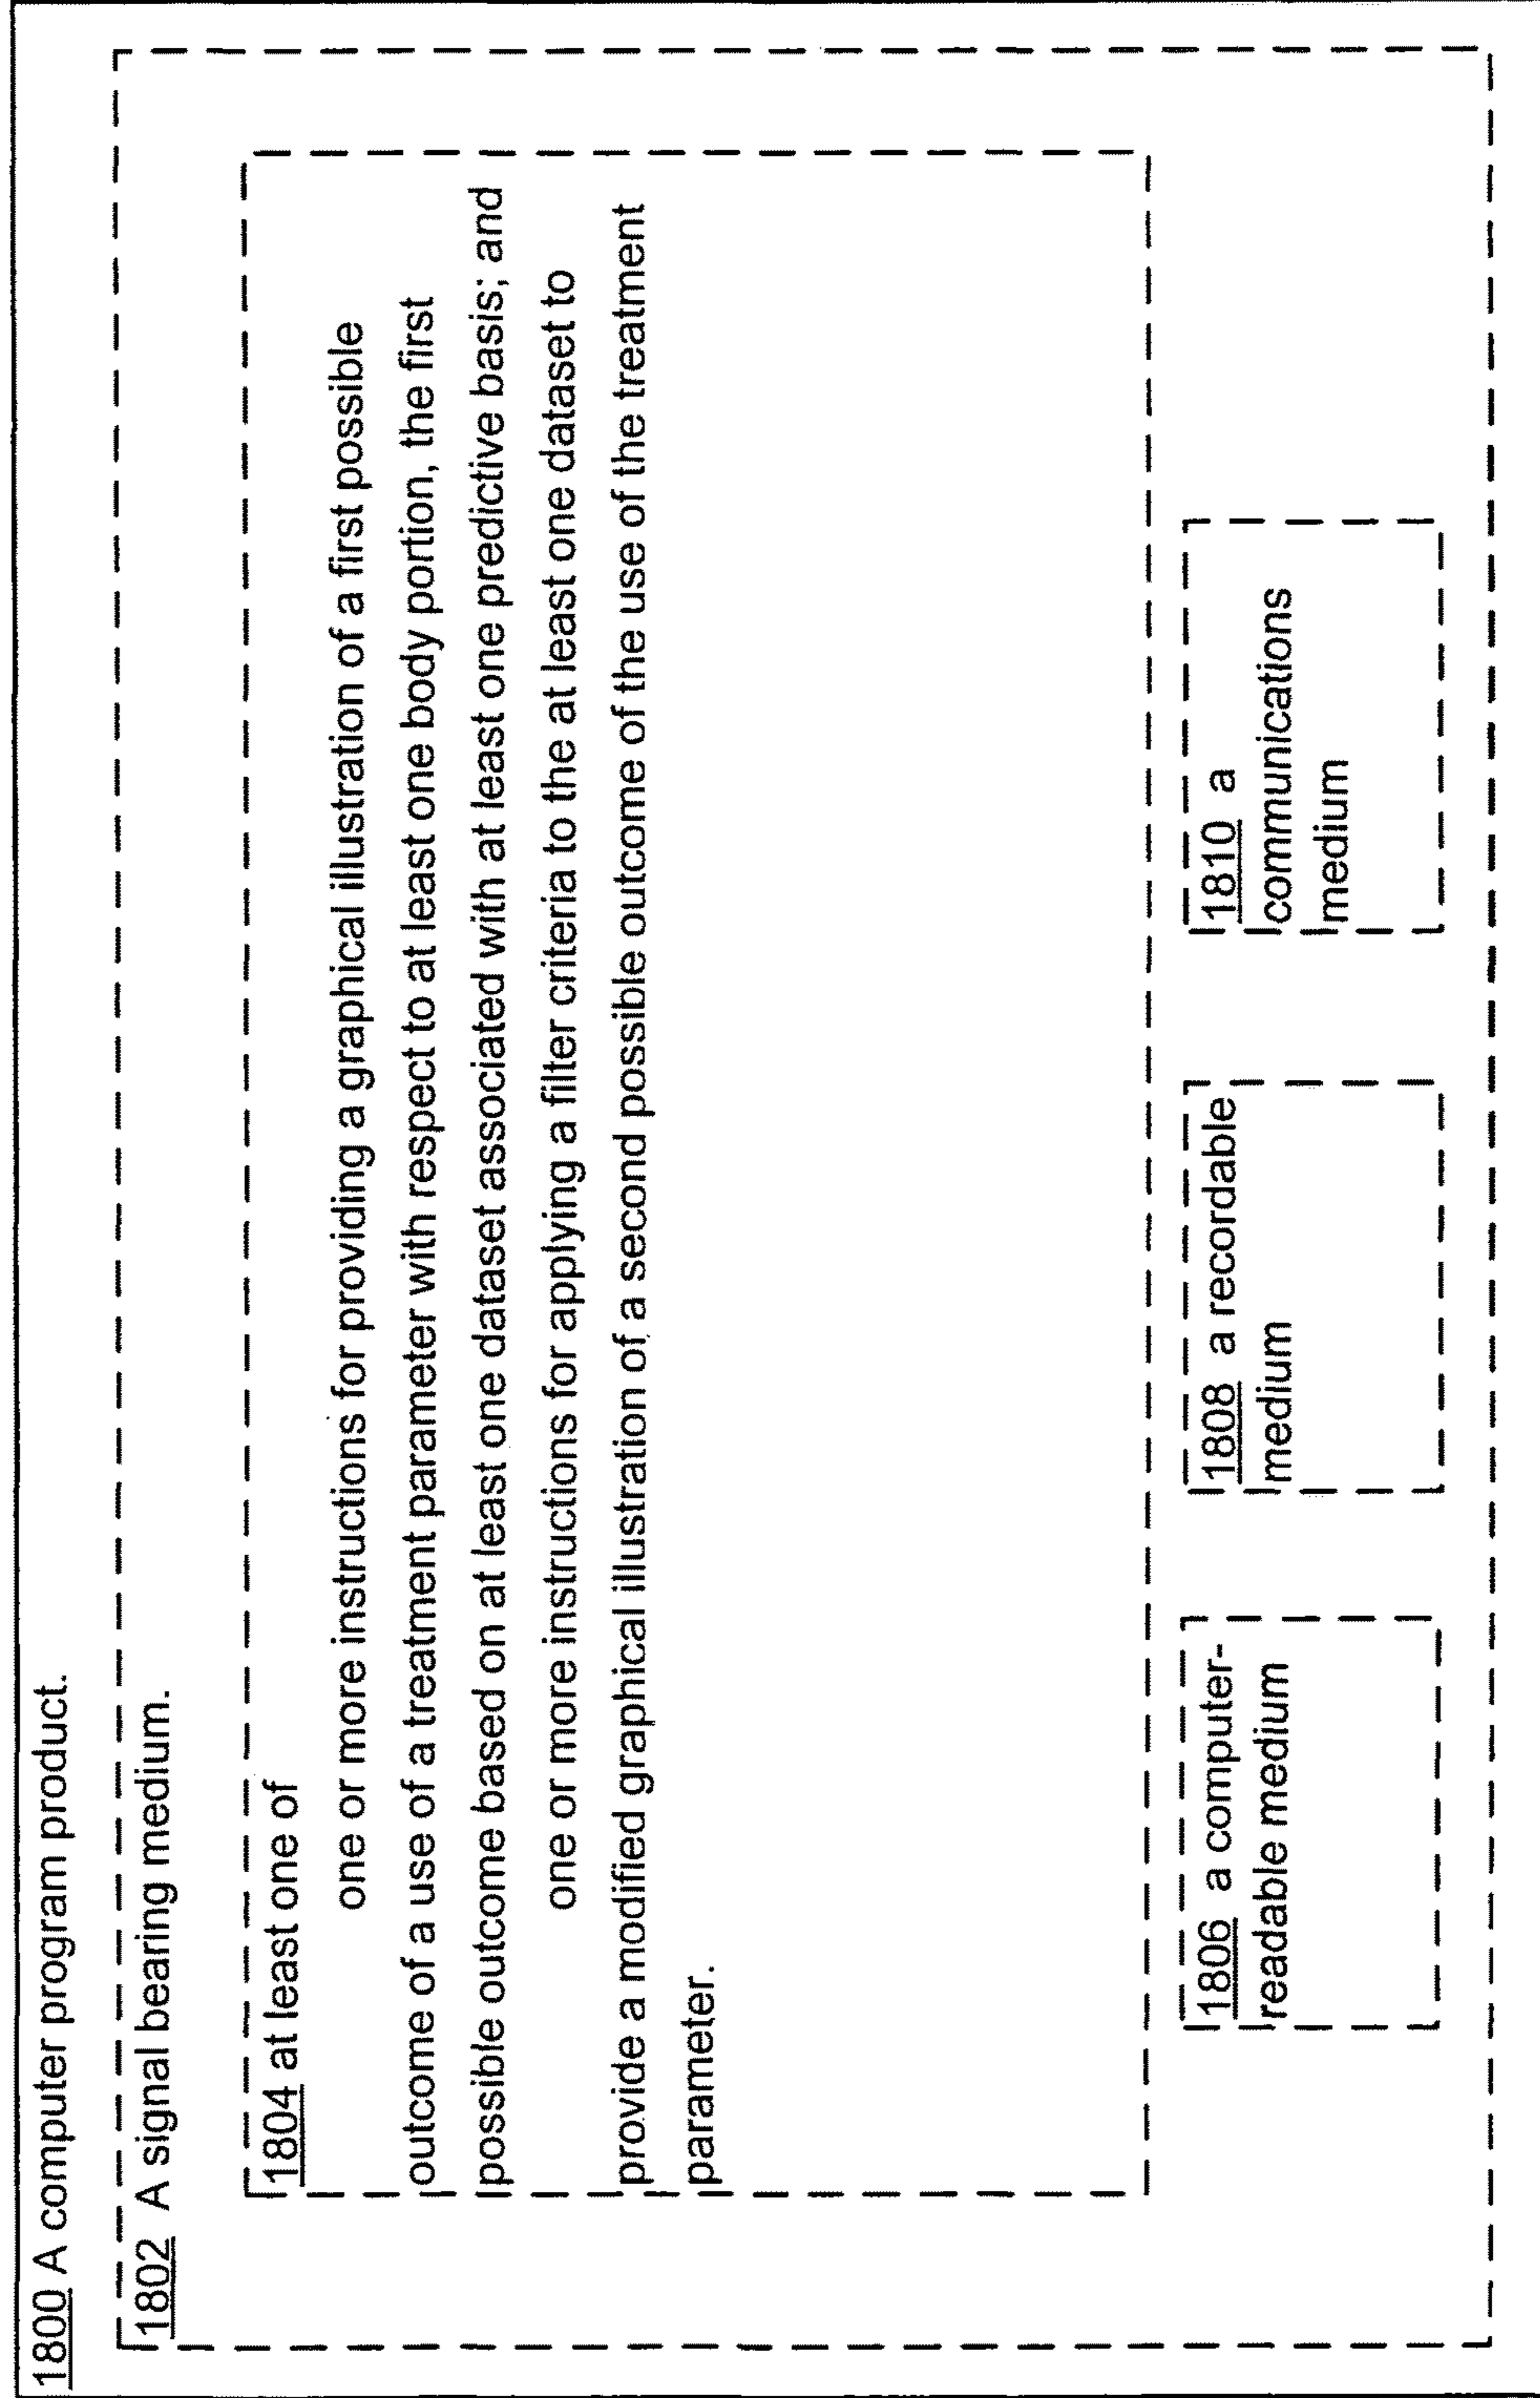 1800 A computer program product.
1802 A signal bearing medium.
1804 at least one of
one or more instructions for providing a graphical illustration of a first possible
outcome of a use of a treatment parameter with respect to at least one body portion, the first
possible outcome based on at least one dataset associated with at least one predictive basis; and
one or more instructions for applying a filter criteria to the at least one dataset to
provide a modified graphical illustration of a second possible outcome of the use of the treatment
parameter.
1806 a computer-
readable medium
1808 a recordable
medium
1810 a
communications
medium